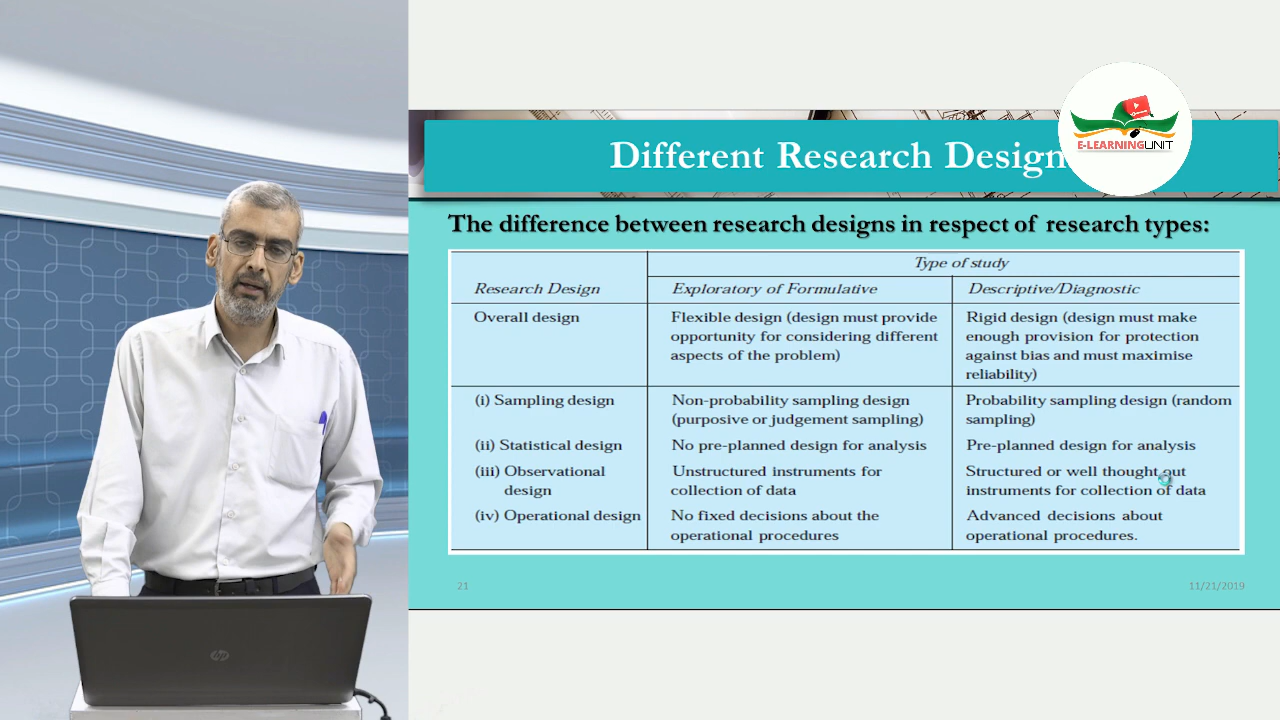 Different Research Design
E-LEARNINGUNIT
The difference between research designs in respect of research types:
Type of study
Research Design
Exploratory of Formulative
Descriptive/Diagnostic
Overall design
Flexible design (design must provide
opportunity for considering different
aspects of the problem)
Rigid design (design must make
enough provision for protection
against bias and must maximise
reliability)
(i) Sampling design
Non-probability sampling design
(purposive or judgement sampling)
Probability sampling design (random
sampling)
(ii) Statistical design
No pre-planned design for analysis
Pre-planned design for analysis
(iii) Observational
design
Unstructured instruments for
collection of data
Structured or well thought out
instruments for collection of data
(iv) Operational design
No fixed decisions about the
operational procedures
Advanced decisions about
operational procedures.
21
11/21/2019
hp